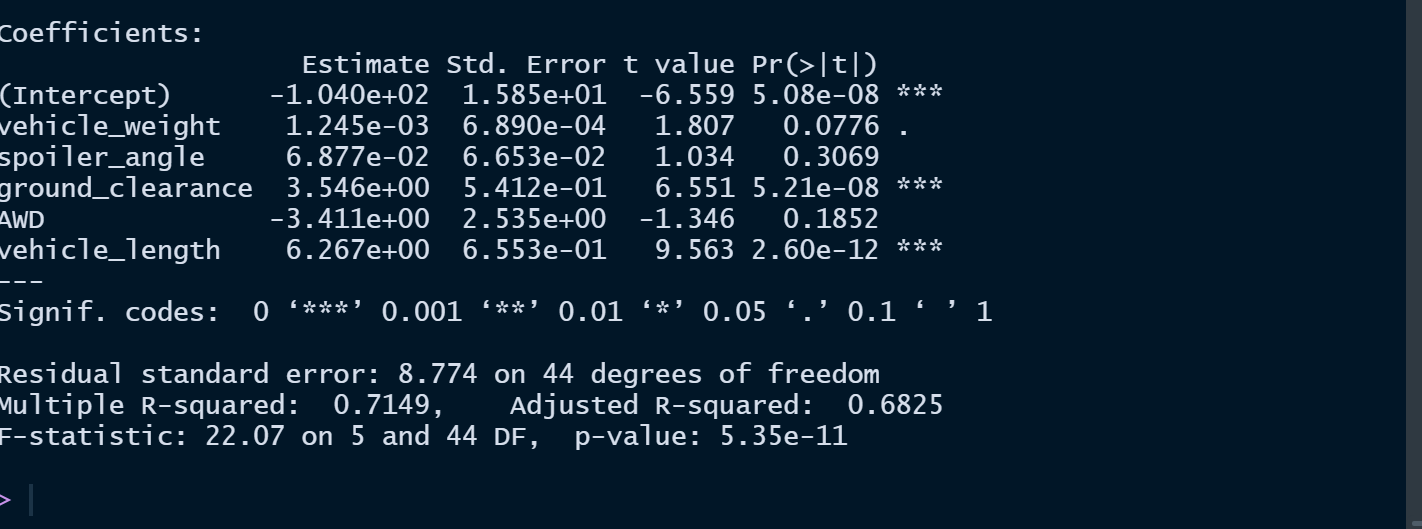 Coefficients:
                   Estimate Std. Error t value Pr(>|t|)
(Intercept)      -1.040e+02  1.585e+01  -6.559 5.08e-08 ***
vehicle_weight    1.245e-03  6.890e-04   1.807   0.0776 .
spoiler_angle     6.877e-02  6.653e-02   1.034   0.3069
ground_clearance  3.546e+00  5.412e-01   6.551 5.21e-08 ***
AWD              -3.411e+00  2.535e+00  -1.346   0.1852
vehicle_length    6.267e+00  6.553e-01   9.563 2.60e-12 ***
---
Signif. codes:  0 ‘***’ 0.001 ‘**’ 0.01 ‘*’ 0.05 ‘.’ 0.1 ‘ ’ 1
Residual standard error: 8.774 on 44 degrees of freedom
Multiple R-squared:  0.7149,    Adjusted R-squared:  0.6825
F-statistic: 22.07 on 5 and 44 DF,  p-value: 5.35e-11
>